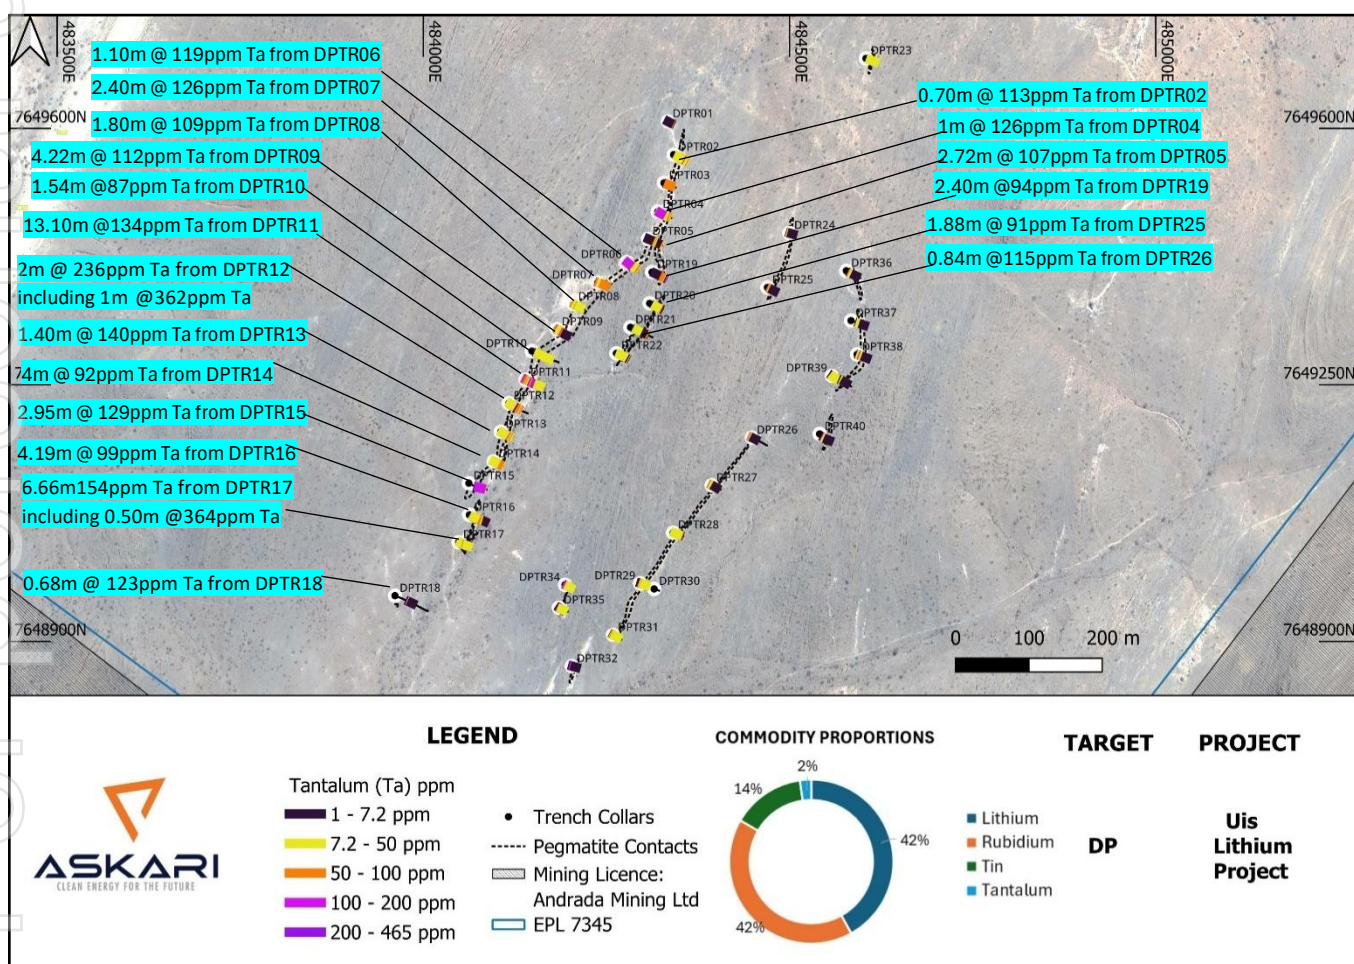 483500E
484000E
484500E
485000E
7649600N
7649600N
7649250N
7648900N
7648900N
1.10m @ 119ppm Ta from DPTR06
2.40m @ 126ppm Ta from DPTR07
1.80m @ 109ppm Ta from DPTR08
4.22m @ 112ppm Ta from DPTR09
1.54m @87ppm Ta from DPTR10
13.10m @134ppm Ta from DPTR11
2m @ 236ppm Ta from DPTR12
including 1m @362ppm Ta
1.40m @ 140ppm Ta from DPTR13
4m @ 92ppm Ta from DPTR14
2.95m @ 129ppm Ta from DPTR15
4.19m @ 99ppm Ta from DPTR16
6.66m154ppm Ta from DPTR17
including 0.50m @364ppm Ta
0.68m @ 123ppm Ta from DPTR18
0.70m @ 113ppm Ta from DPTR02
1m @ 126ppm Ta from DPTR04
2.72m @ 107ppm Ta from DPTR05
2.40m @94ppm Ta from DPTR19
1.88m @ 91ppm Ta from DPTR25
0.84m @115ppm Ta from DPTR26
DPTR23
DPTR01
DPTR02
DPTR03
DPTR04
DPTR05
DPTR06
DPTR19
DPTR07
DPTR08
DPTR20
DPTR09
DPTR21
DPTR10
DPTR22
DPTR11
DPTR12
DPTR13
DPTR14
DPTR15
DPTR16
DPTR17
DPTR18
DPTR24
DPTR25
DPTR36
DPTR37
DPTR38
DPTR39
DPTR40
DPTR26
DPTR27
DPTR28
DPTR29
DPTR30
DPTR31
DPTR34
DPTR35
DPTR32
0 100 200 m
ASKARI
CLEAN ENERGY FOR THE FUTURE
LEGEND
Tantalum (Ta) ppm
1 - 7.2 ppm
7.2 - 50 ppm
50 - 100 ppm
100 - 200 ppm
200 - 465 ppm
Trench Collars
Pegmatite Contacts
Mining Licence:
Andrada Mining Ltd
EPL 7345
COMMODITY PROPORTIONS
2%
14%
42%
42%
Lithium
Rubidium
Tin
Tantalum
TARGET
DP
PROJECT
Uis
Lithium
Project